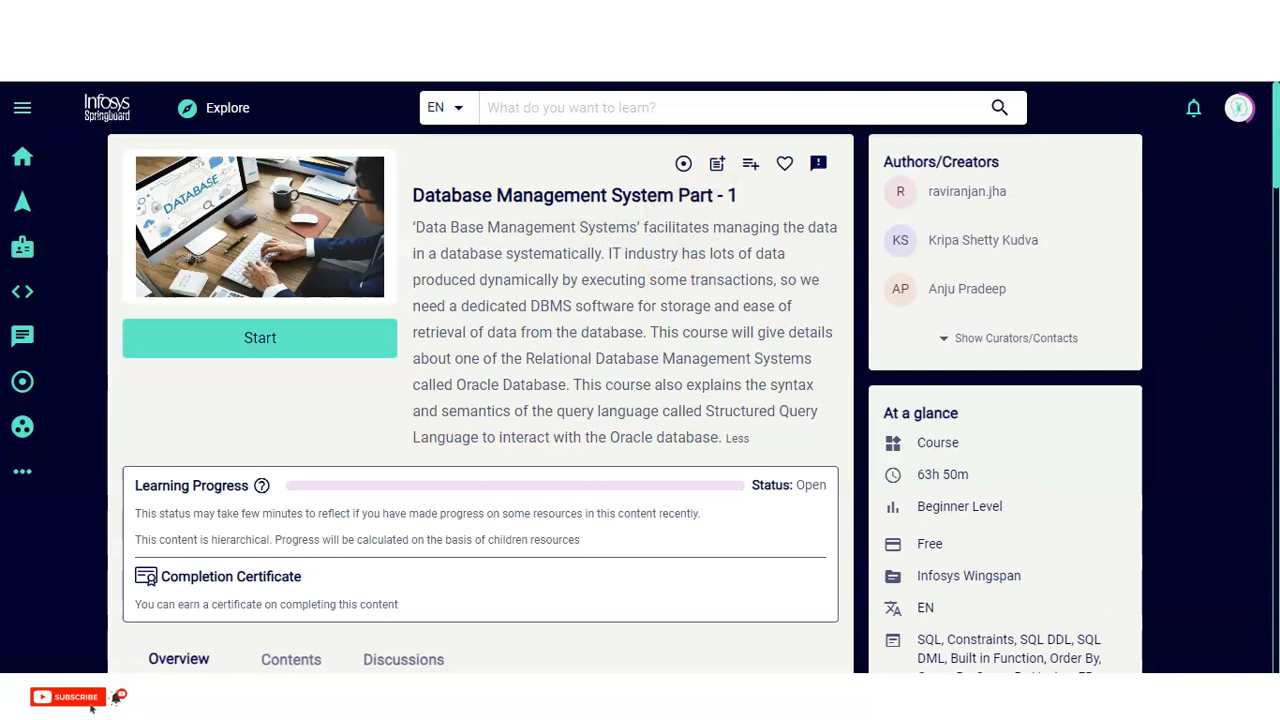 Infosys
Springboard
Explore
EN
What do you want to learn?
DATABASE
Start
Database Management System Part - 1
‘Data Base Management Systems’ facilitates managing the data
in a database systematically. IT industry has lots of data
produced dynamically by executing some transactions, so we
need a dedicated DBMS software for storage and ease of
retrieval of data from the database. This course will give details
about one of the Relational Database Management Systems
called Oracle Database. This course also explains the syntax
and semantics of the query language called Structured Query
Language to interact with the Oracle database. Less
Learning Progress ?
Status: Open
This status may take few minutes to reflect if you have made progress on some resources in this content recently.
This content is hierarchical. Progress will be calculated on the basis of children resources
Completion Certificate
You can earn a certificate on completing this content
Overview Contents Discussions
Authors/Creators
R raviranjan.jha
KS Kripa Shetty Kudva
AP Anju Pradeep
Show Curators/Contacts
At a glance
Course
63h 50m
Beginner Level
Free
Infosys Wingspan
EN
SQL, Constraints, SQL DDL, SQL
DML, Built in Function, Order By,
SUBSCRIBE